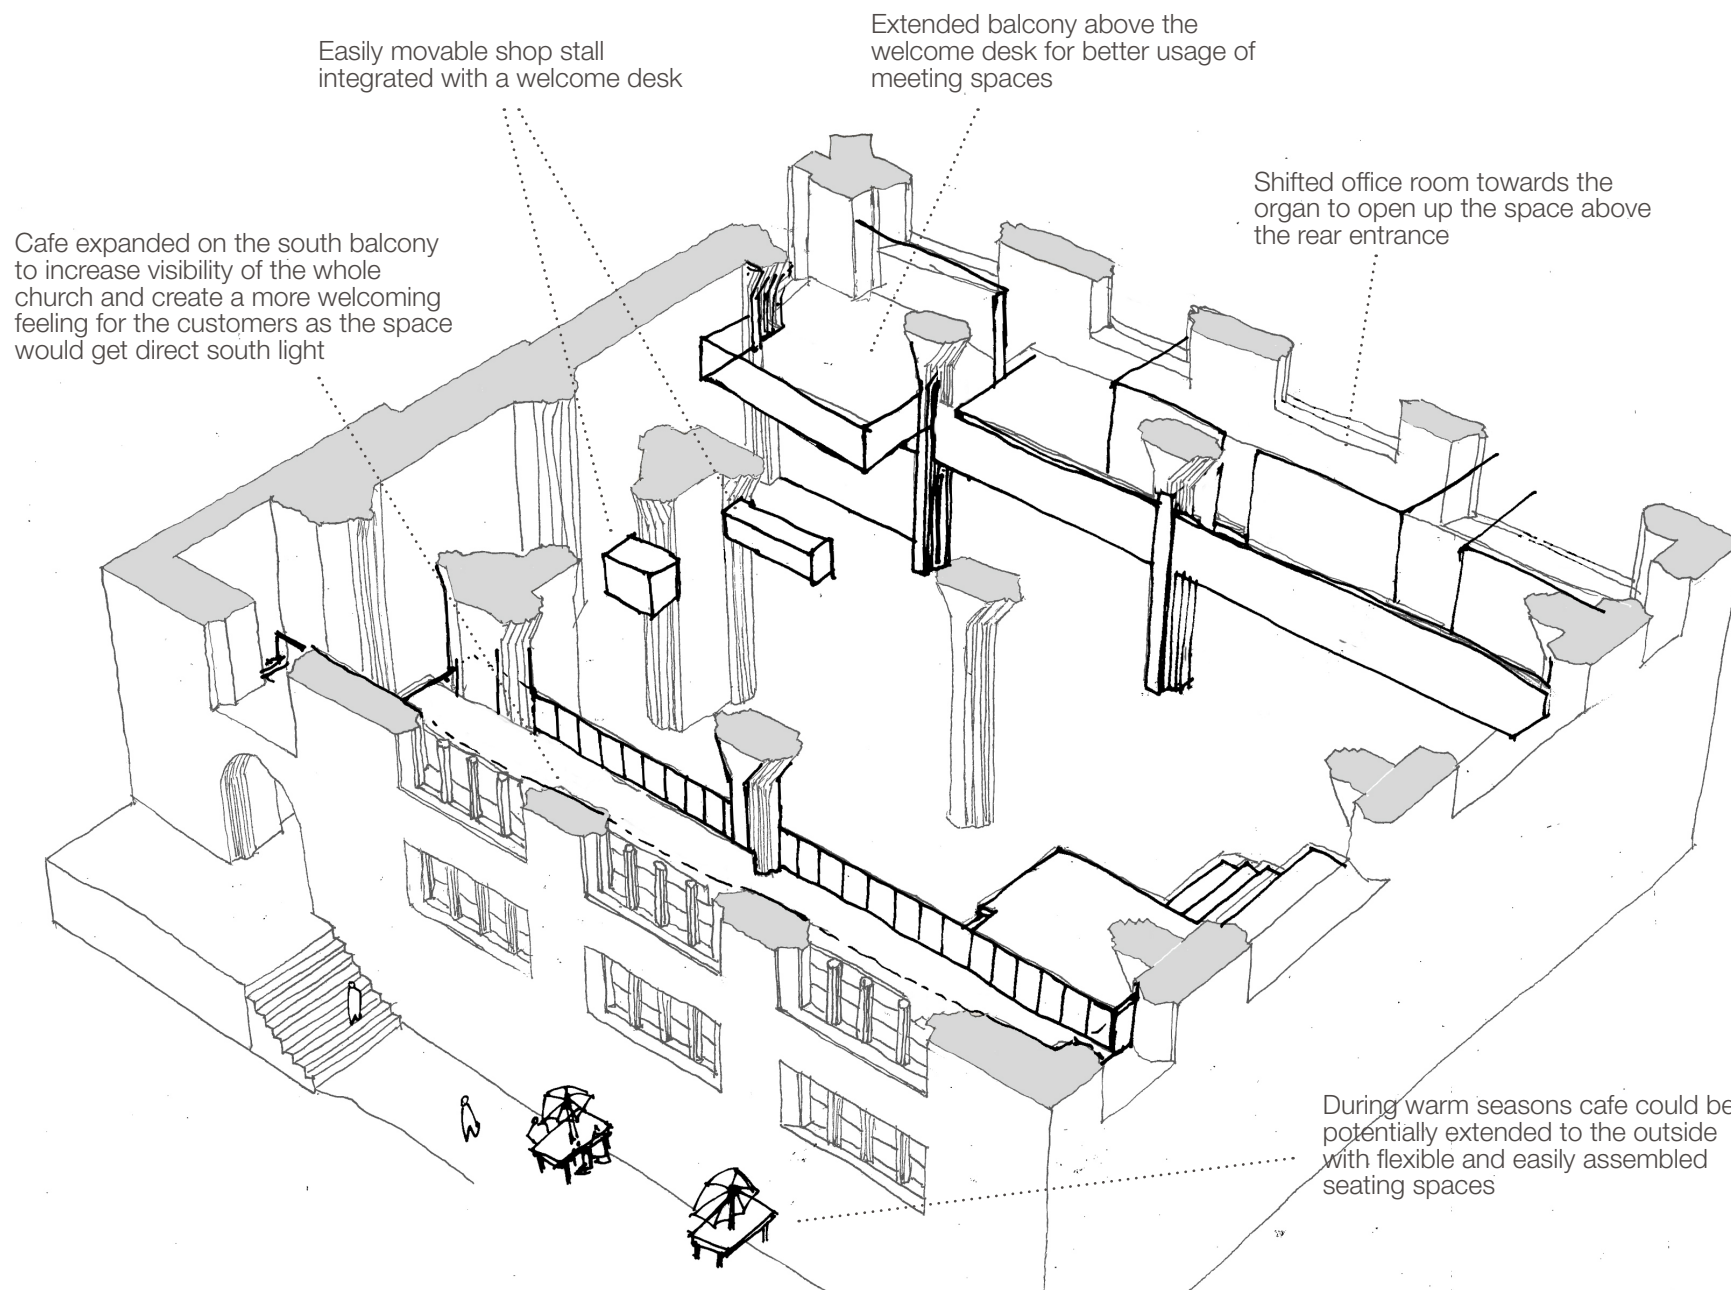 Extended balcony above the
welcome desk for better usage of
meeting spaces
Easily movable shop stall
integrated with a welcome desk
Shifted office room towards the
organ to open up the space above
the rear entrance
Cafe expanded on the south balcony
to increase visibility of the whole
church and create a more welcoming
feeling for the customers as the space
would get direct south light
During warm seasons cafe could be
potentially extended to the outside
with flexible and easily assembled
seating spaces